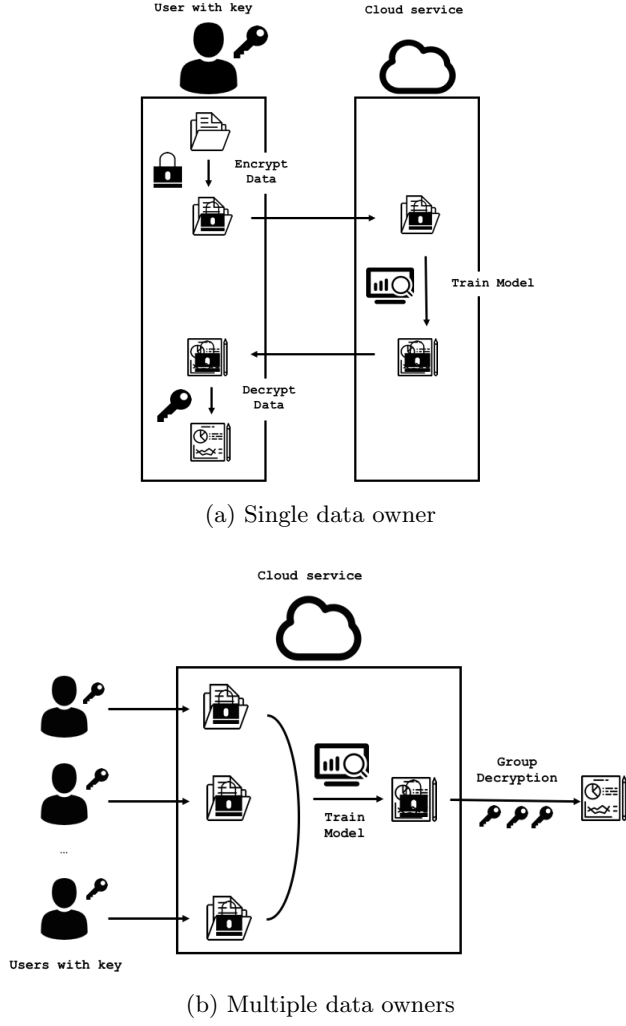 User with key
Cloud service
Encrypt
Data
Train Model
Decrypt
Data
(a) Single data owner
Cloud service
Group
Decryption
Train
Model
...
Users with key
(b) Multiple data owners